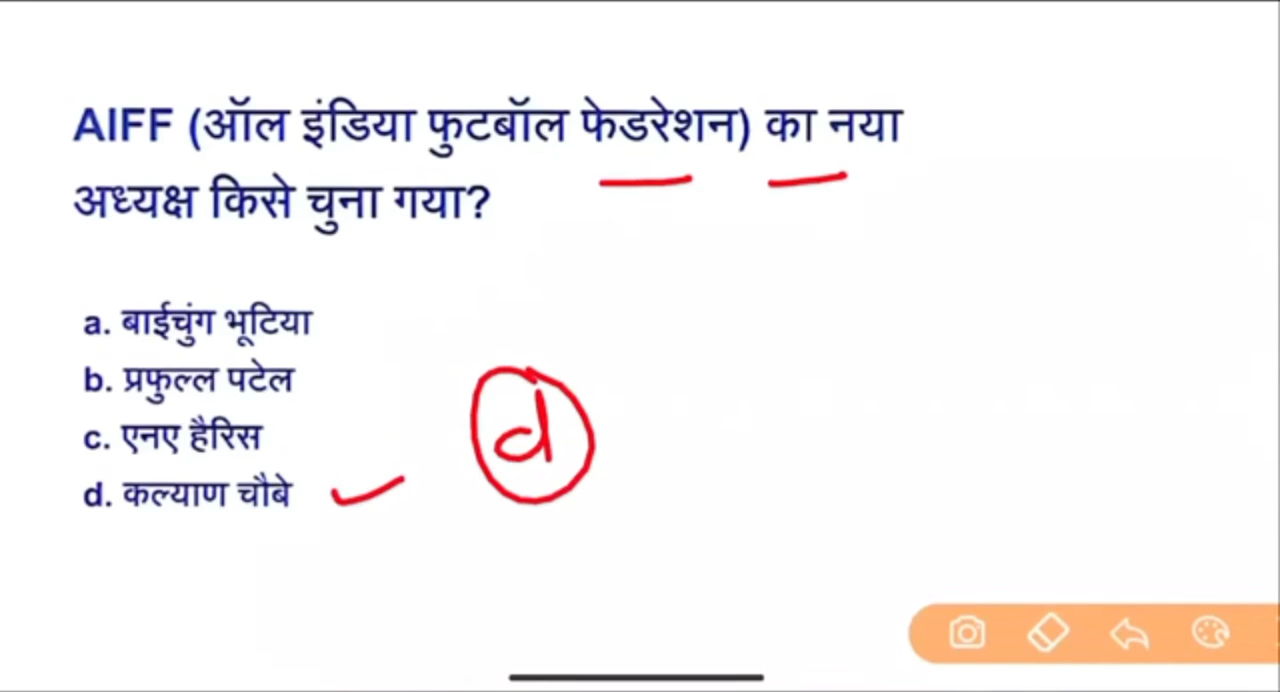 AIFF (ऑल इंडिया फुटबॉल फेडरेशन) का नया
अध्यक्ष किसे चुना गया?
a. बाईचुंग भूटिया
b. प्रफुल्ल पटेल
c. एनए हैरिस
d. कल्याण चौबे
d